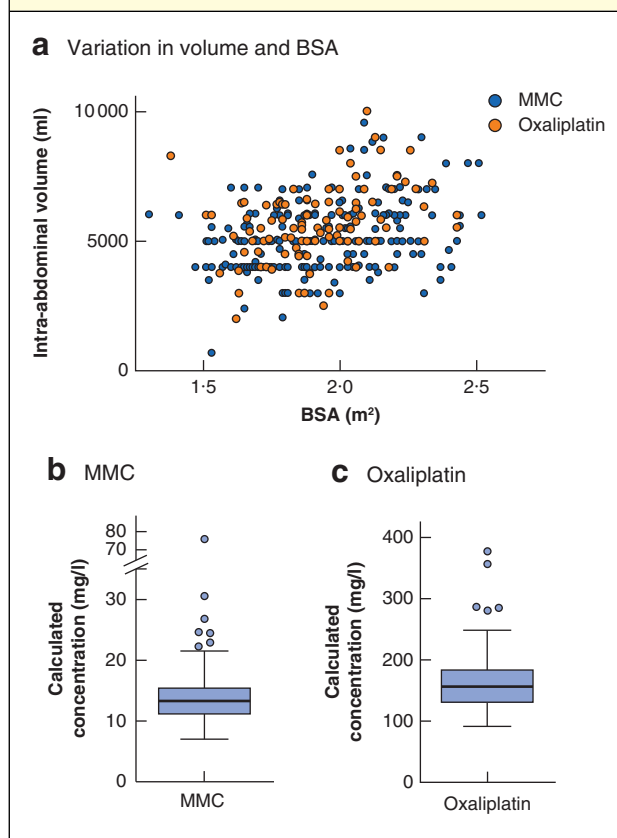 a Variation in volume and BSA
MMC
Oxaliplatin
Intra-abdominal volume (ml)
10 000
5000
0
1·5
2·0
2·5
BSA (m²)
b MMC
Calculated
concentration (mg/l)
80
70
30
20
10
0
MMC
c Oxaliplatin
Calculated
concentration (mg/l)
400
300
200
100
0
Oxaliplatin